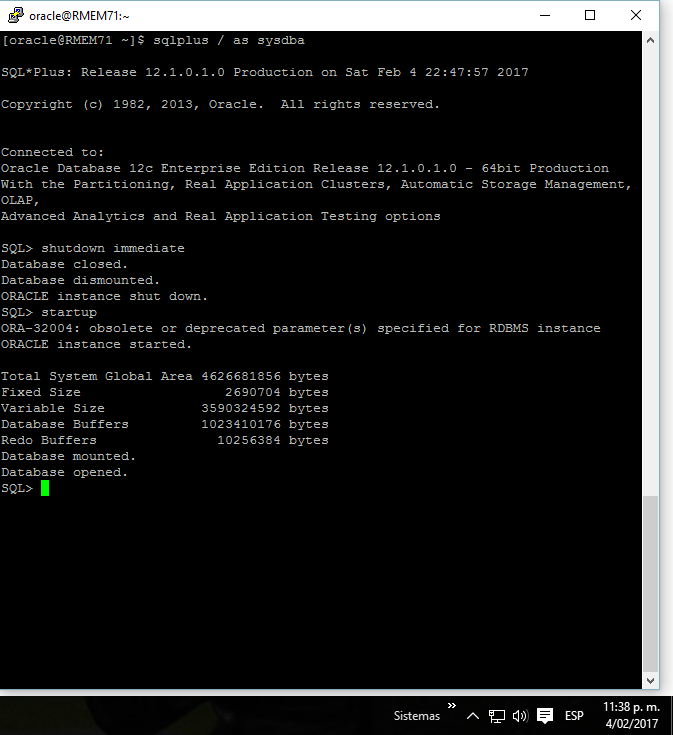 oracle@RMEM71:~
[oracle@RMEM71 ~]$ sqlplus / as sysdba
SQL*Plus: Release 12.1.0.1.0 Production on Sat Feb 4 22:47:57 2017
Copyright (c) 1982, 2013, Oracle.  All rights reserved.
Connected to:
Oracle Database 12c Enterprise Edition Release 12.1.0.1.0 - 64bit Production
With the Partitioning, Real Application Clusters, Automatic Storage Management,
OLAP,
Advanced Analytics and Real Application Testing options
SQL> shutdown immediate
Database closed.
Database dismounted.
ORACLE instance shut down.
SQL> startup
ORA-32004: obsolete or deprecated parameter(s) specified for RDBMS instance
ORACLE instance started.
Total System Global Area 4626681856 bytes
Fixed Size                  2690704 bytes
Variable Size            3590324592 bytes
Database Buffers         1023410176 bytes
Redo Buffers               10256384 bytes
Database mounted.
Database opened.
SQL>
Sistemas
ESP
11:38 p. m.
4/02/2017